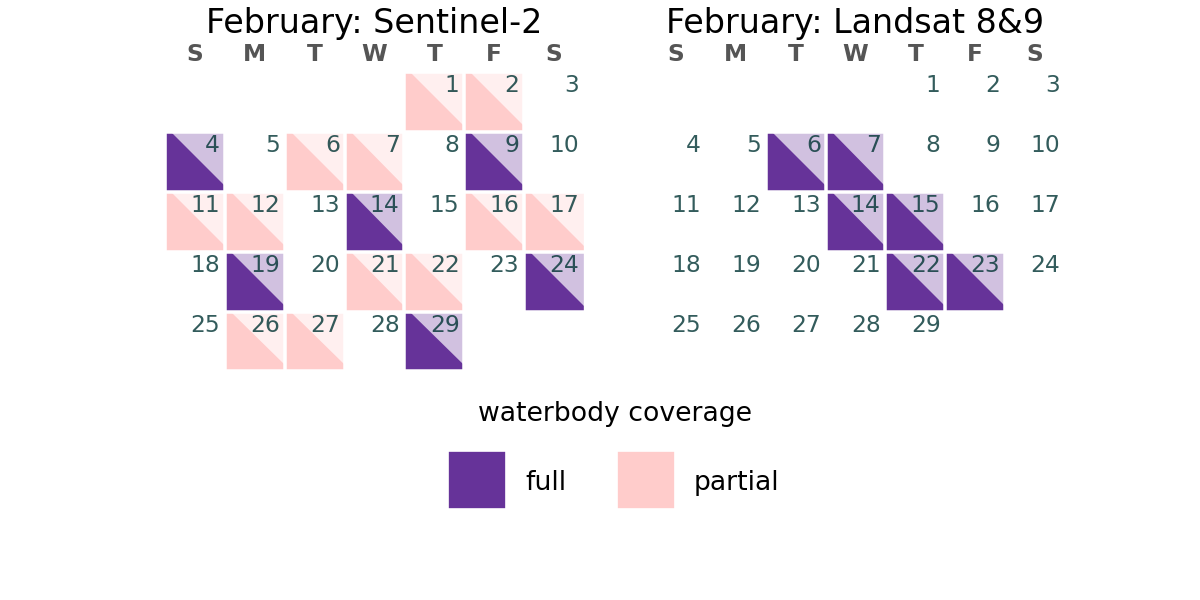 February: Sentinel-2
S M T W T F S
1 2 3
4 5 6 7 8 9 10
11 12 13 14 15 16 17
18 19 20 21 22 23 24
25 26 27 28 29
February: Landsat 8&9
S M T W T F S
1 2 3
4 5 6 7 8 9 10
11 12 13 14 15 16 17
18 19 20 21 22 23 24
25 26 27 28 29
waterbody coverage
full partial